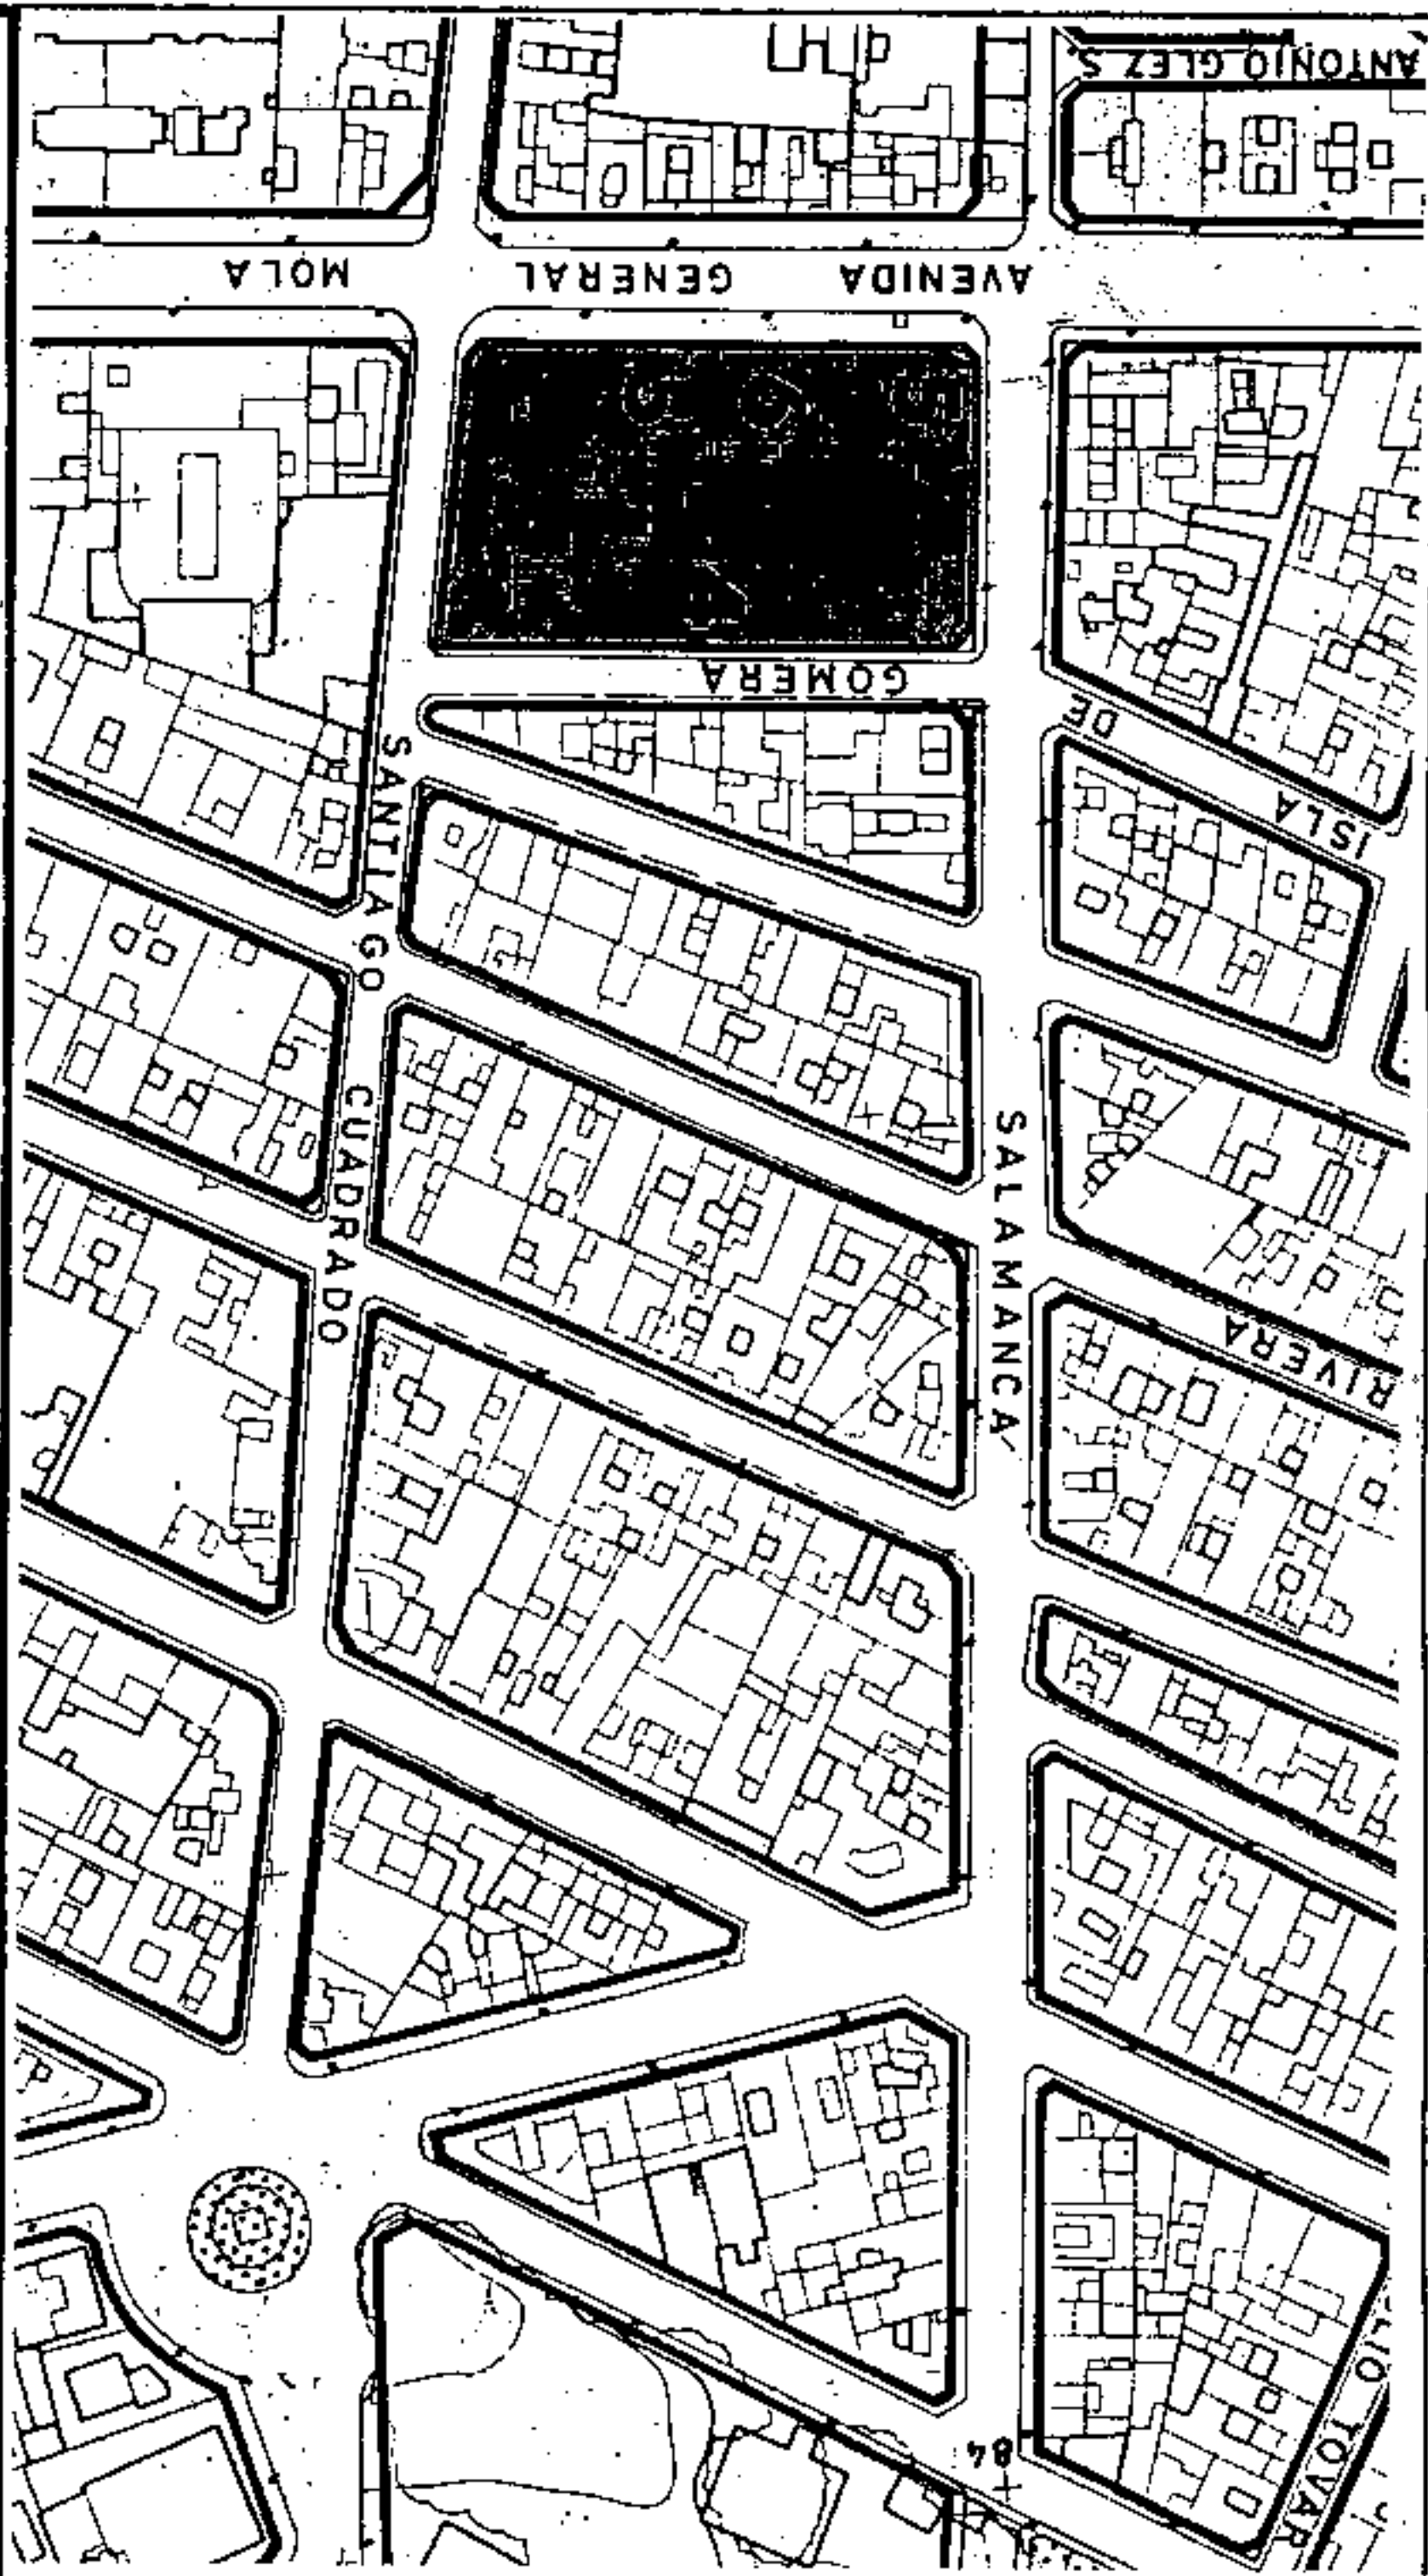 ANTONIO GLEZ S
AVENIDA GENERAL MOLA
GOMERA
DE
ISLA
SANTIAGO CUADRADO
SALAMANCA
RIVERA
TOVAR
84